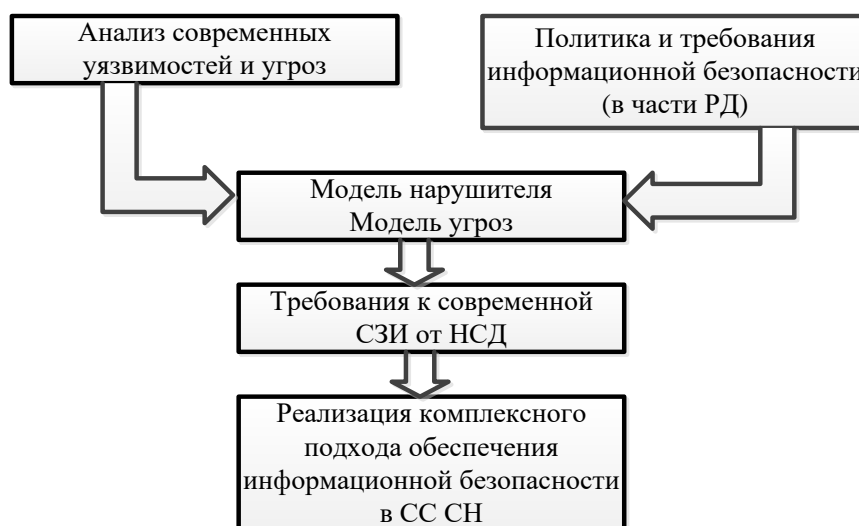 Анализ современных
уязвимостей и угроз
Политика и требования
информационной безопасности
(в части РД)
Модель нарушителя
Модель угроз
Требования к современной
СЗИ от НСД
Реализация комплексного
подхода обеспечения
информационной безопасности
в СС СН